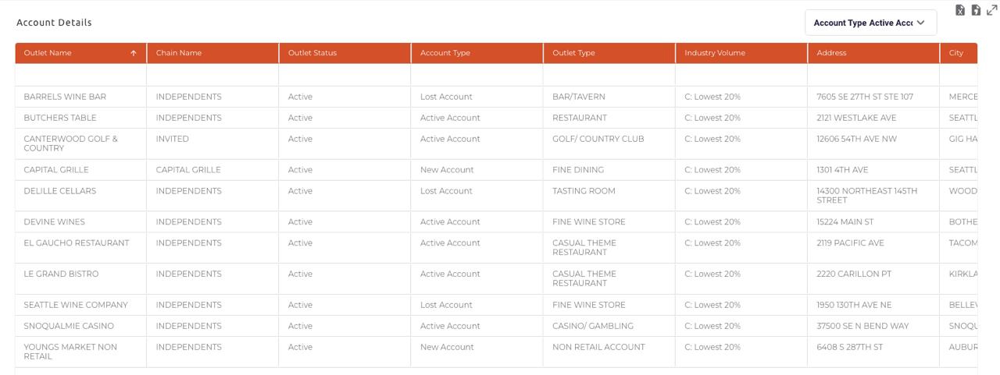 Account Details
Account Type Active Acc
Outlet Name Chain Name Outlet Status Account Type Outlet Type Industry Volume Address City
BARRELS WINE BAR INDEPENDENTS Active Lost Account BAR/TAVERN C: Lowest 20% 7605 SE 27TH ST STE 107 MERCE
BUTCHERS TABLE INDEPENDENTS Active Active Account RESTAURANT C: Lowest 20% 2121 WESTLAKE AVE SEATTL
CANTERWOOD GOLF & INVITED Active Active Account GOLF/ COUNTRY CLUB C: Lowest 20% 12606 54TH AVE NW GIG HA
COUNTRY
CAPITAL GRILLE CAPITAL GRILLE Active New Account FINE DINING C: Lowest 20% 1301 4TH AVE SEATTL
DELILLE CELLARS INDEPENDENTS Active Lost Account TASTING ROOM C: Lowest 20% 14300 NORTHEAST 145TH WOOD
STREET
DEVINE WINES INDEPENDENTS Active Active Account FINE WINE STORE C: Lowest 20% 15224 MAIN ST BOTHE
EL GAUCHO RESTAURANT INDEPENDENTS Active Active Account CASUAL THEME C: Lowest 20% 2119 PACIFIC AVE TACOM
RESTAURANT
LE GRAND BISTRO INDEPENDENTS Active Active Account CASUAL THEME C: Lowest 20% 2220 CARILLON PT KIRKLA
RESTAURANT
SEATTLE WINE COMPANY INDEPENDENTS Active Lost Account FINE WINE STORE C: Lowest 20% 1950 130TH AVE NE BELLEV
SNOQUALMIE CASINO INDEPENDENTS Active Active Account CASINO/ GAMBLING C: Lowest 20% 37500 SE N BEND WAY SNOQU
YOUNGS MARKET NON INDEPENDENTS Active New Account NON RETAIL ACCOUNT C: Lowest 20% 6408 S 287TH ST AUBUR
RETAIL